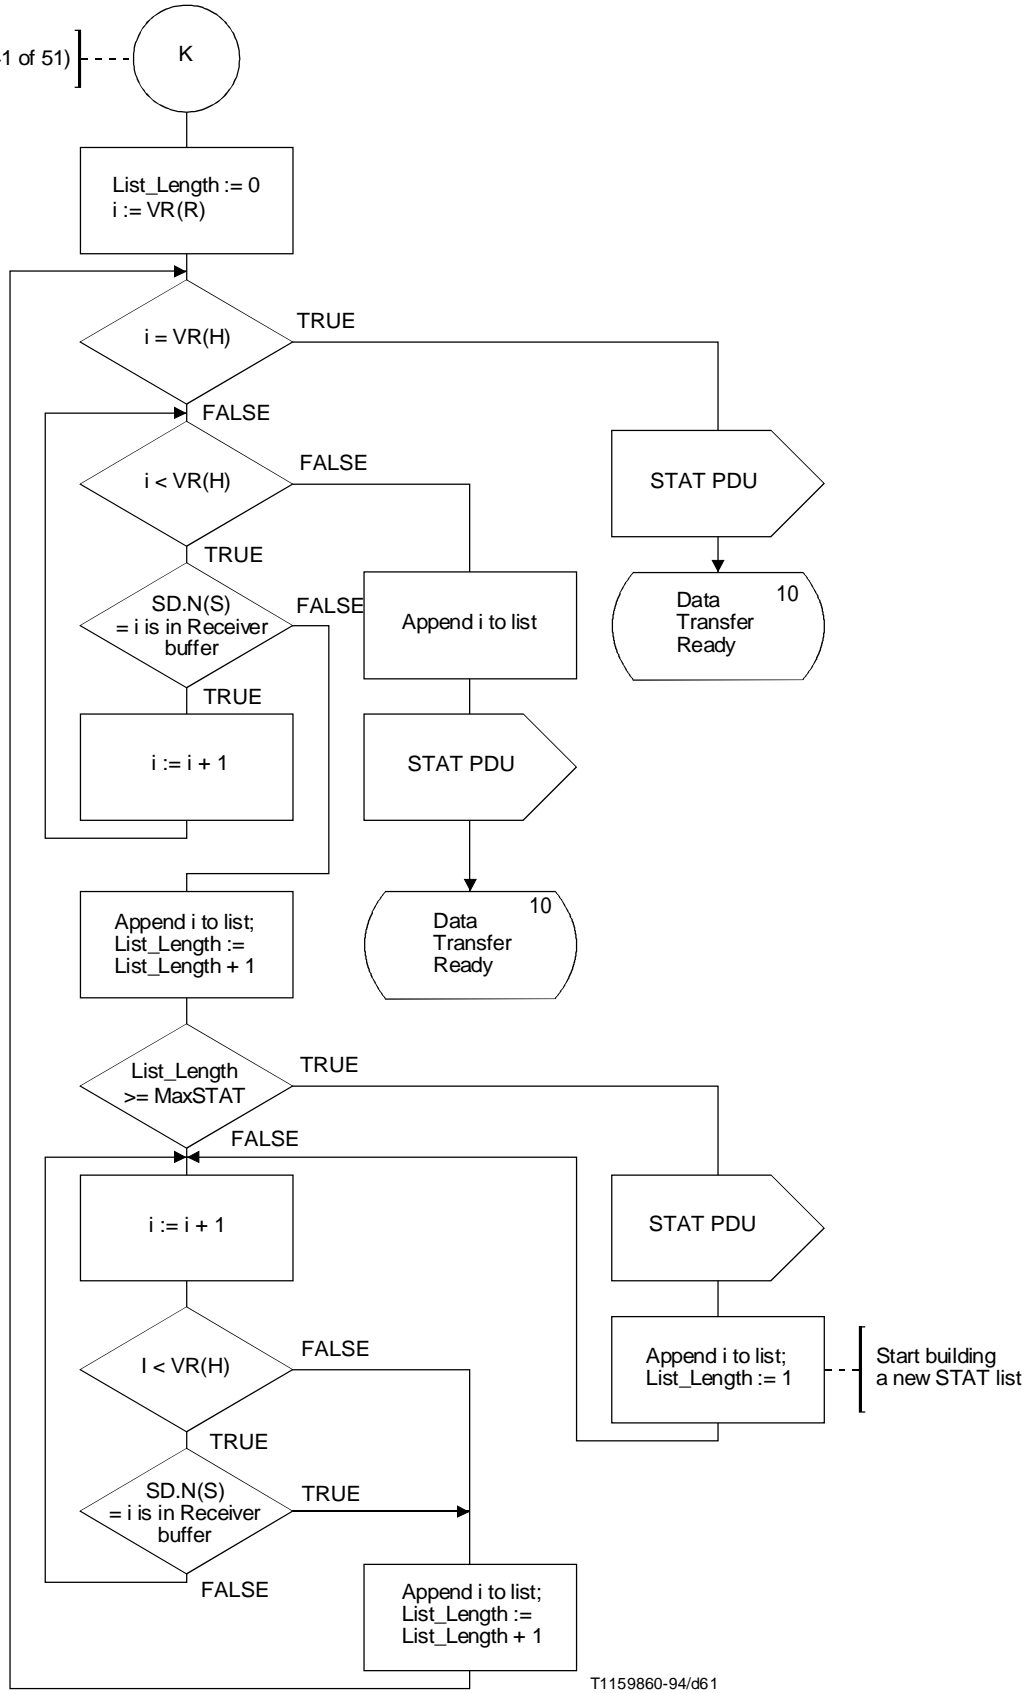 1 of 51)
K
List_Length := 0
i := VR(R)
i = VR(H)
TRUE
FALSE
i < VR(H)
FALSE
STAT PDU
TRUE
SD.N(S)
= i is in Receiver
buffer
FALSE
Append i to list
Data
Transfer
Ready
10
TRUE
i := i + 1
STAT PDU
Append i to list;
List_Length :=
List_Length + 1
Data
Transfer
Ready
10
List_Length
>= MaxSTAT
TRUE
FALSE
i := i + 1
STAT PDU
I < VR(H)
FALSE
Append i to list;
List_Length := 1
Start building
a new STAT list
TRUE
SD.N(S)
= i is in Receiver
buffer
TRUE
FALSE
Append i to list;
List_Length :=
List_Length + 1
T1159860-94/d61